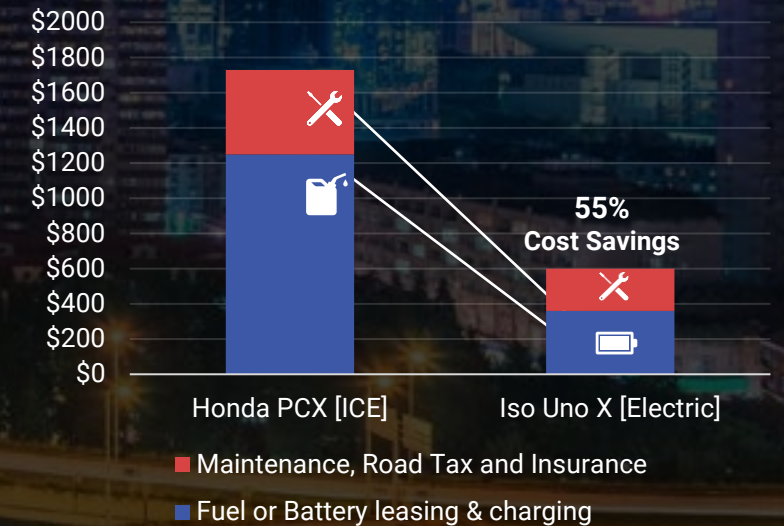 $2000
$1800
$1600
$1400
$1200
$1000
$800
$600
$400
$200
$0
55%
Cost Savings
Honda PCX [ICE]
Iso Uno X [Electric]
Maintenance, Road Tax and Insurance
Fuel or Battery leasing & charging